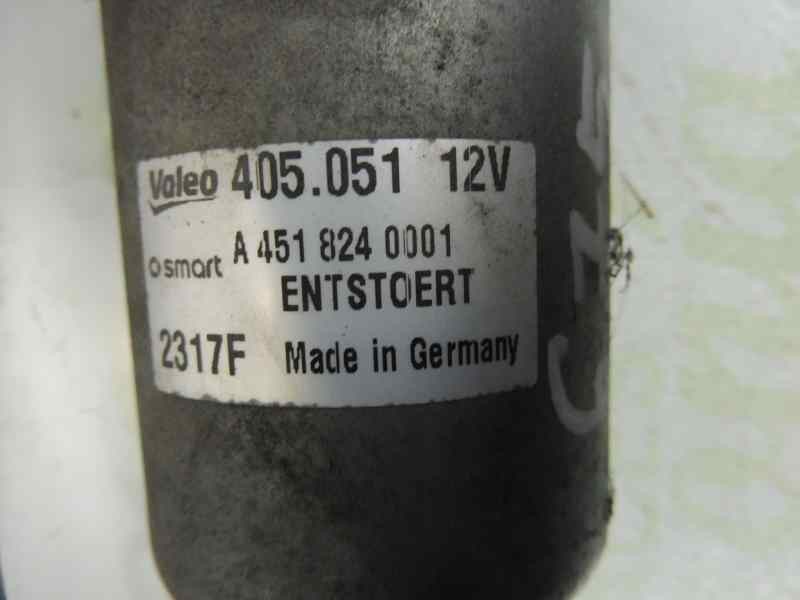 Valeo 405.051 12V
smart A 451 824 0001
ENTSTOERT
2317F Made in Germany